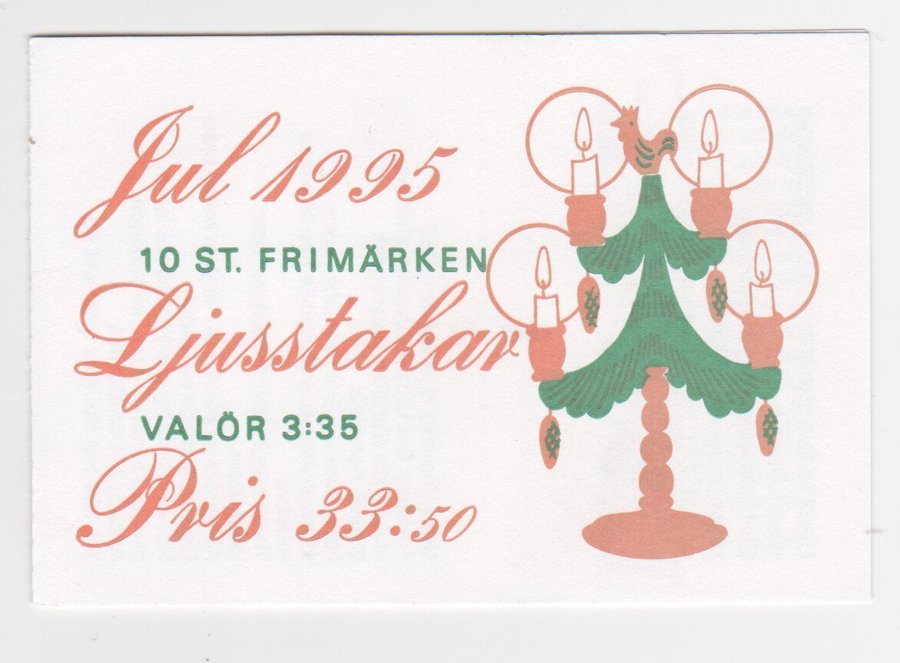 Jul 1995
10 ST. FRIMÄRKEN
Ljusstakar
VALÖR 3:35
Pris 33:50